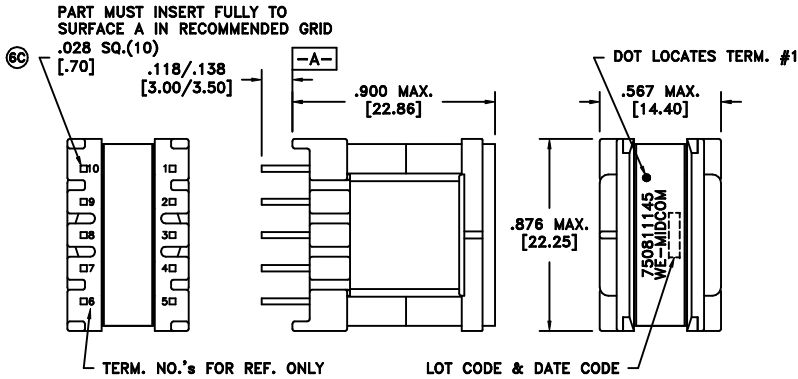 PART MUST INSERT FULLY TO
SURFACE A IN RECOMMENDED GRID
6C
.028 SQ.(10)
[.70]
.118/.138
[3.00/3.50]
-A-
.900 MAX.
[22.86]
DOT LOCATES TERM. #1
.567 MAX.
[14.40]
10 1
9 2
8 3
7 4
6 5
.876 MAX.
[22.25]
750811145
WE-MIDCOM
TERM. NO.'s FOR REF. ONLY
LOT CODE & DATE CODE